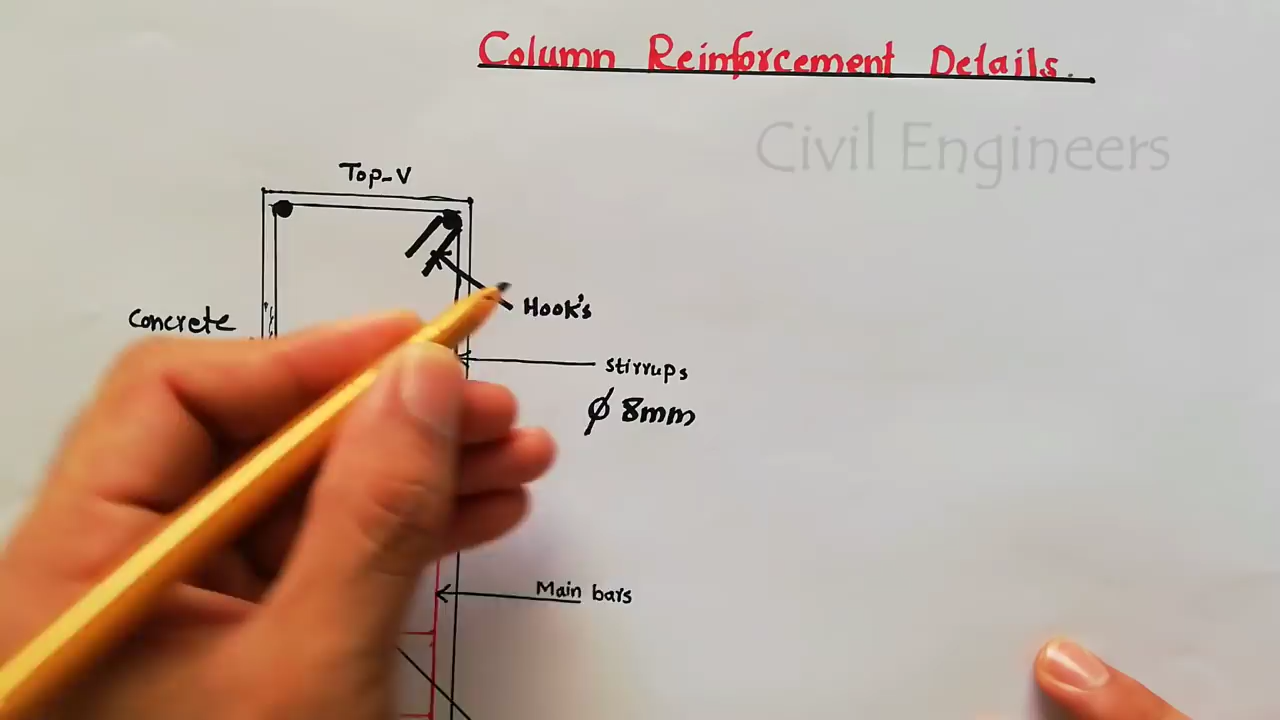 Column Reinforcement Details.
Civil Engineers
Top-V
Hook's
Concrete
stirrups
φ 8mm
Main bars